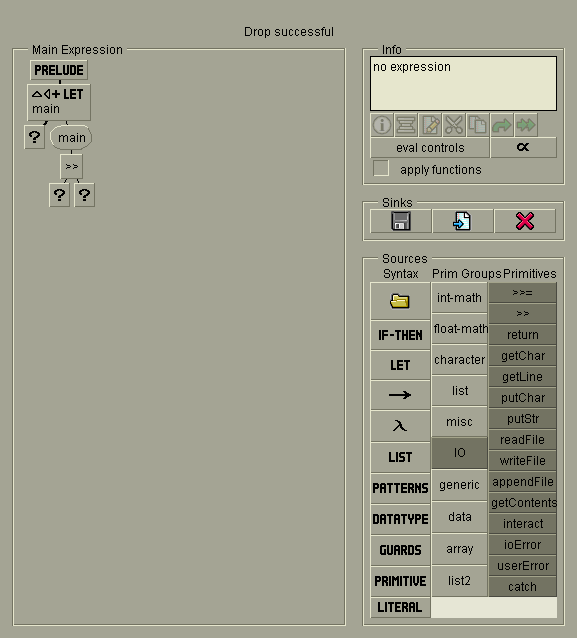 Drop successful
Main Expression
PRELUDE
LET
main
?
main
>>
? ?
Info
no expression
eval controls
∝
apply functions
Sinks
Sources
Syntax Prim Groups Primitives
IF-THEN
LET
→
λ
LIST
PATTERNS
DATATYPE
GUARDS
PRIMITIVE
LITERAL
int-math
float-math
character
list
misc
IO
generic
data
array
list2
>>=
>>
return
getChar
getLine
putChar
putStr
readFile
writeFile
appendFile
getContents
interact
ioError
userError
catch